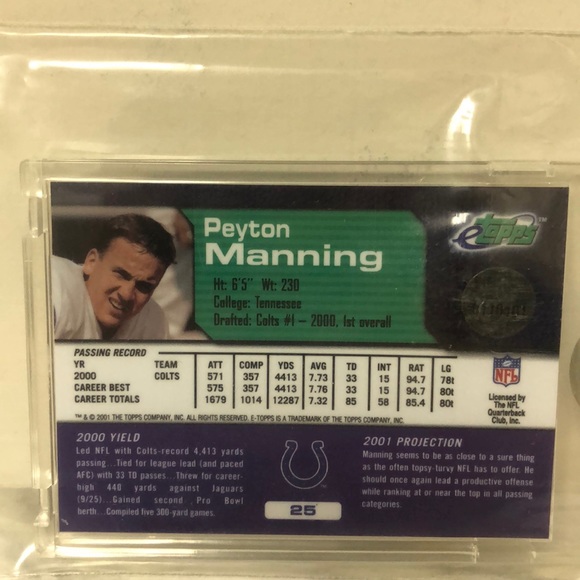 Peyton
Manning
eTOPPS TM
Ht: 6'5" Wt: 230
College: Tennessee
Drafted: Colts #1 – 2000, 1st overall
PASSING RECORD
YR TEAM ATT COMP YDS AVG TD INT RAT LG
2000 COLTS 571 357 4413 7.73 33 15 94.7 78t
CAREER BEST 575 357 4413 7.76 33 15 94.7 80t
CAREER TOTALS 1679 1014 12287 7.32 85 58 85.4 80t
NFL
Licensed by
The NFL
Quarterback
Club, Inc.
™ & © 2001 THE TOPPS COMPANY, INC. ALL RIGHTS RESERVED. E-TOPPS IS A TRADEMARK OF THE TOPPS COMPANY, INC.
2000 YIELD
Led NFL with Colts-record 4,413 yards
passing...Tied for league lead (and paced
AFC) with 33 TD passes...Threw for career-
high 440 yards against Jaguars
(9/25)...Gained second Pro Bowl
berth...Compiled five 300-yard games.
25
2001 PROJECTION
Manning seems to be as close to a sure thing
as the often topsy-turvy NFL has to offer. He
should once again lead a productive offense
while ranking at or near the top in all passing
categories.